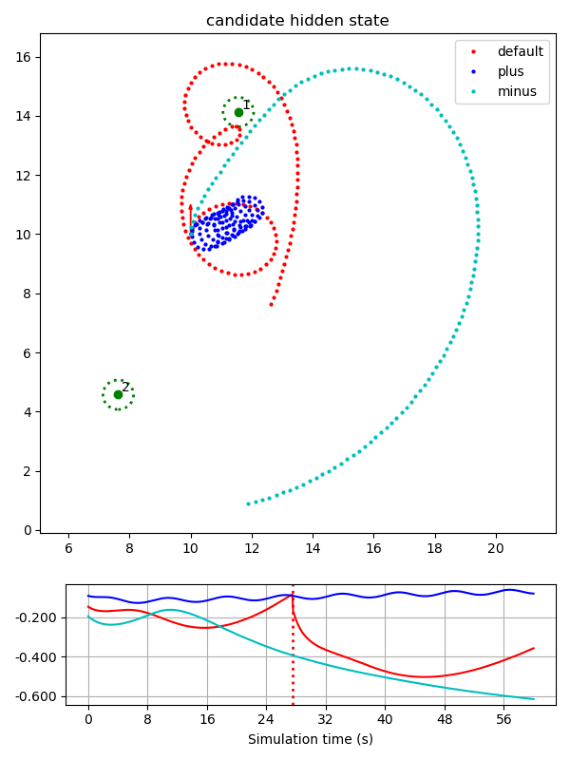 candidate hidden state
16
14
12
10
8
6
4
2
0
default
plus
minus
1
2
6 8 10 12 14 16 18 20
-0.200
-0.400
-0.600
0 8 16 24 32 40 48 56
Simulation time (s)